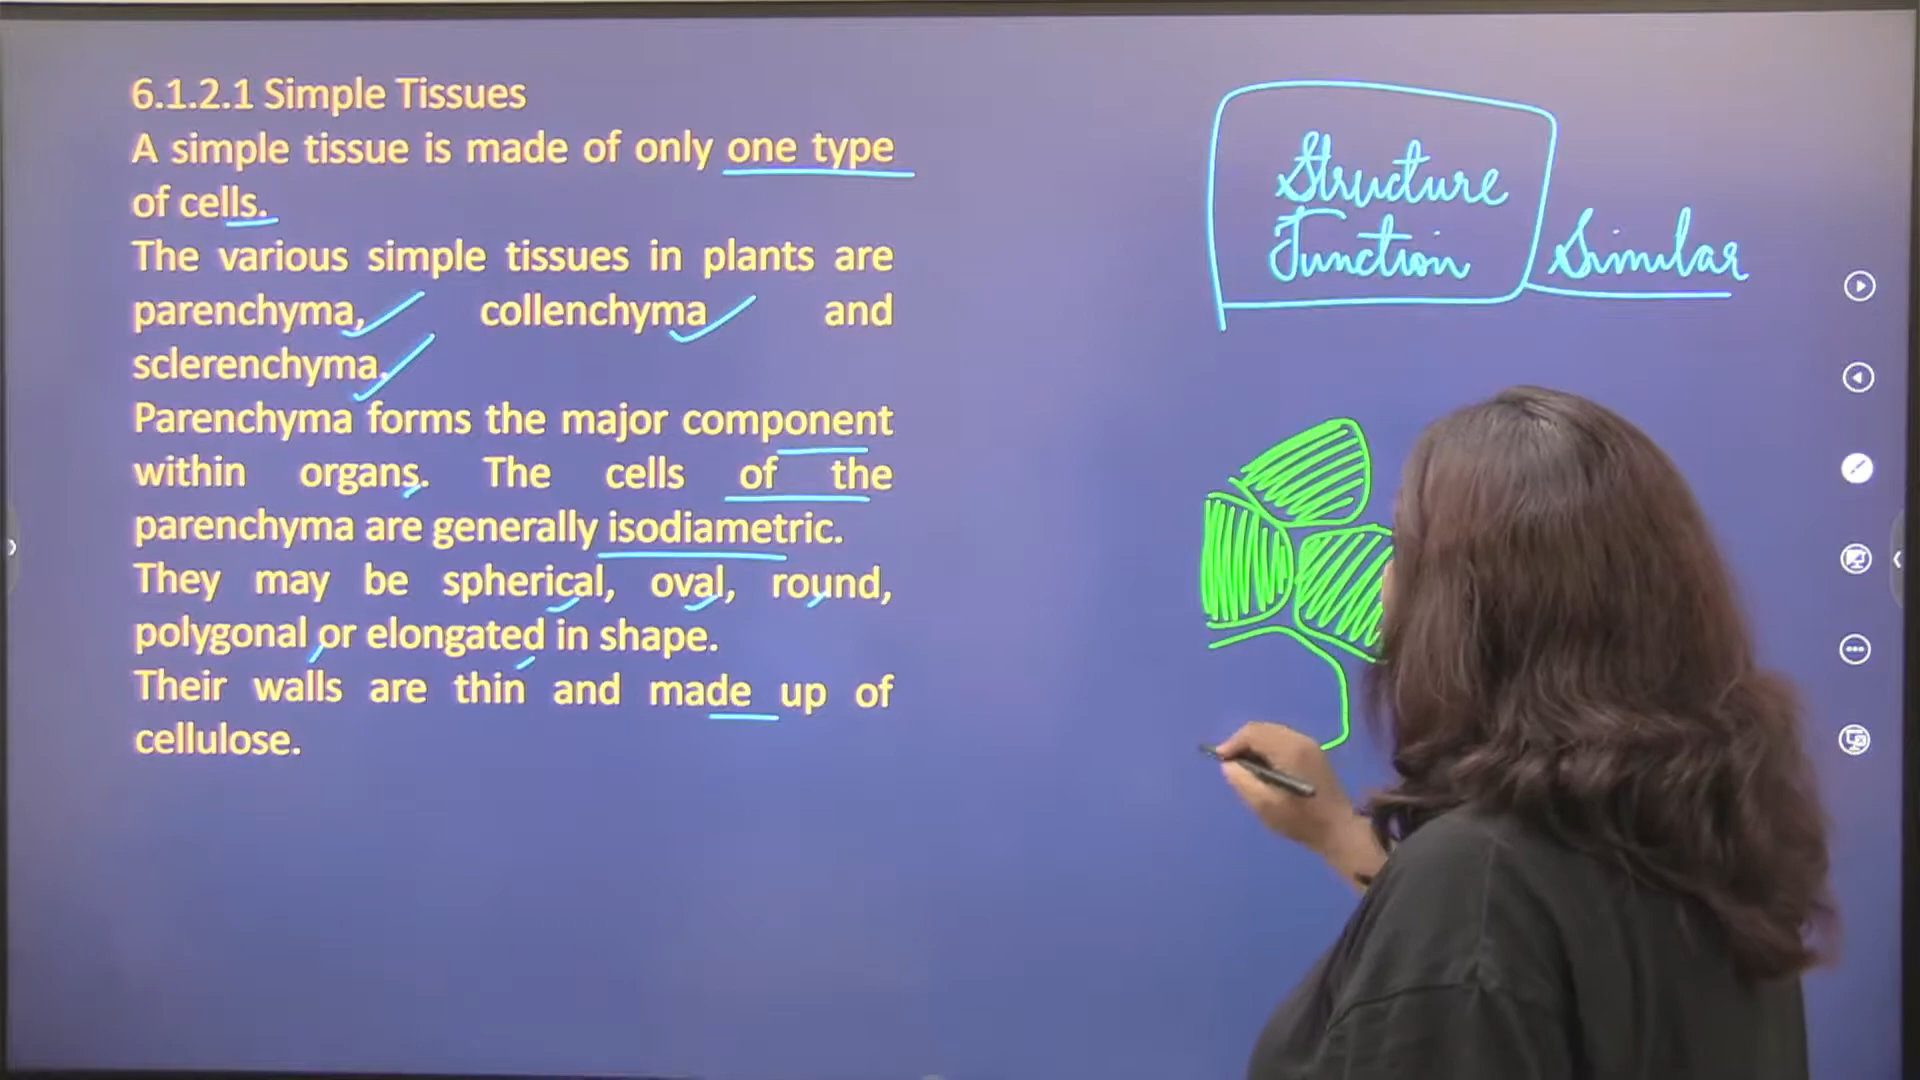 6.1.2.1 Simple Tissues
A simple tissue is made of only one type
of cells.
The various simple tissues in plants are
parenchyma, collenchyma and
sclerenchyma.
Parenchyma forms the major component
within organs. The cells of the
parenchyma are generally isodiametric.
They may be spherical, oval, round,
polygonal or elongated in shape.
Their walls are thin and made up of
cellulose.
Structure
Function
Similar